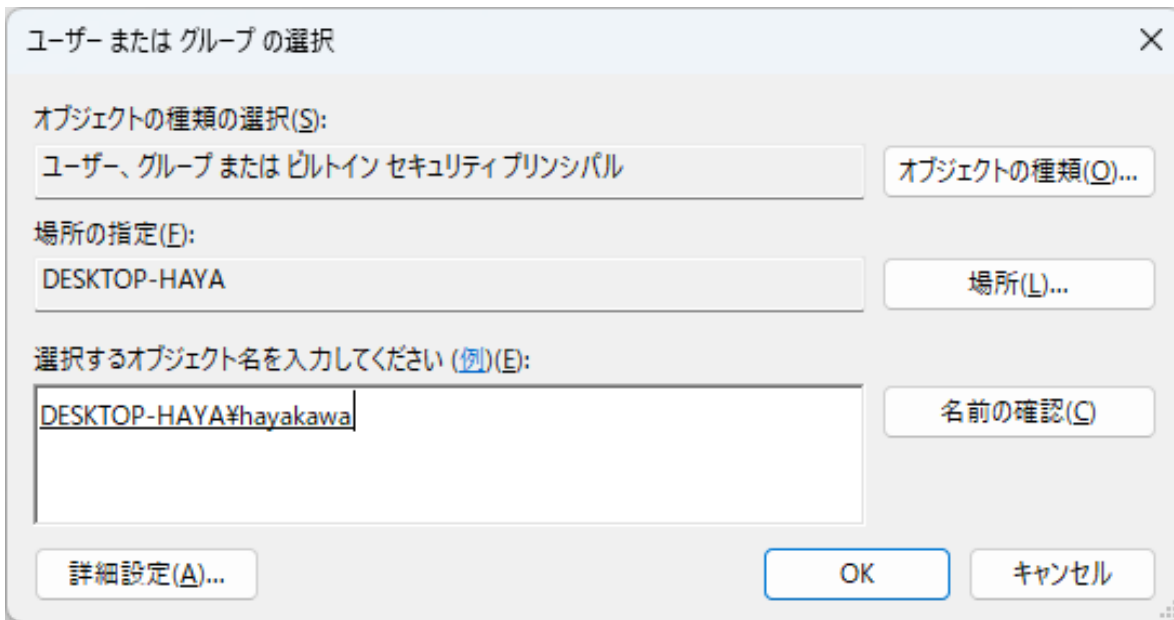 ユーザー または グループ の選択
オブジェクトの種類の選択(S):
ユーザー、グループ または ビルトイン セキュリティ プリンシパル
オブジェクトの種類(O)...
場所の指定(F):
DESKTOP-HAYA
場所(L)...
選択するオブジェクト名を入力してください (例)(E):
DESKTOP-HAYA¥hayakawa
名前の確認(C)
詳細設定(A)...
OK
キャンセル